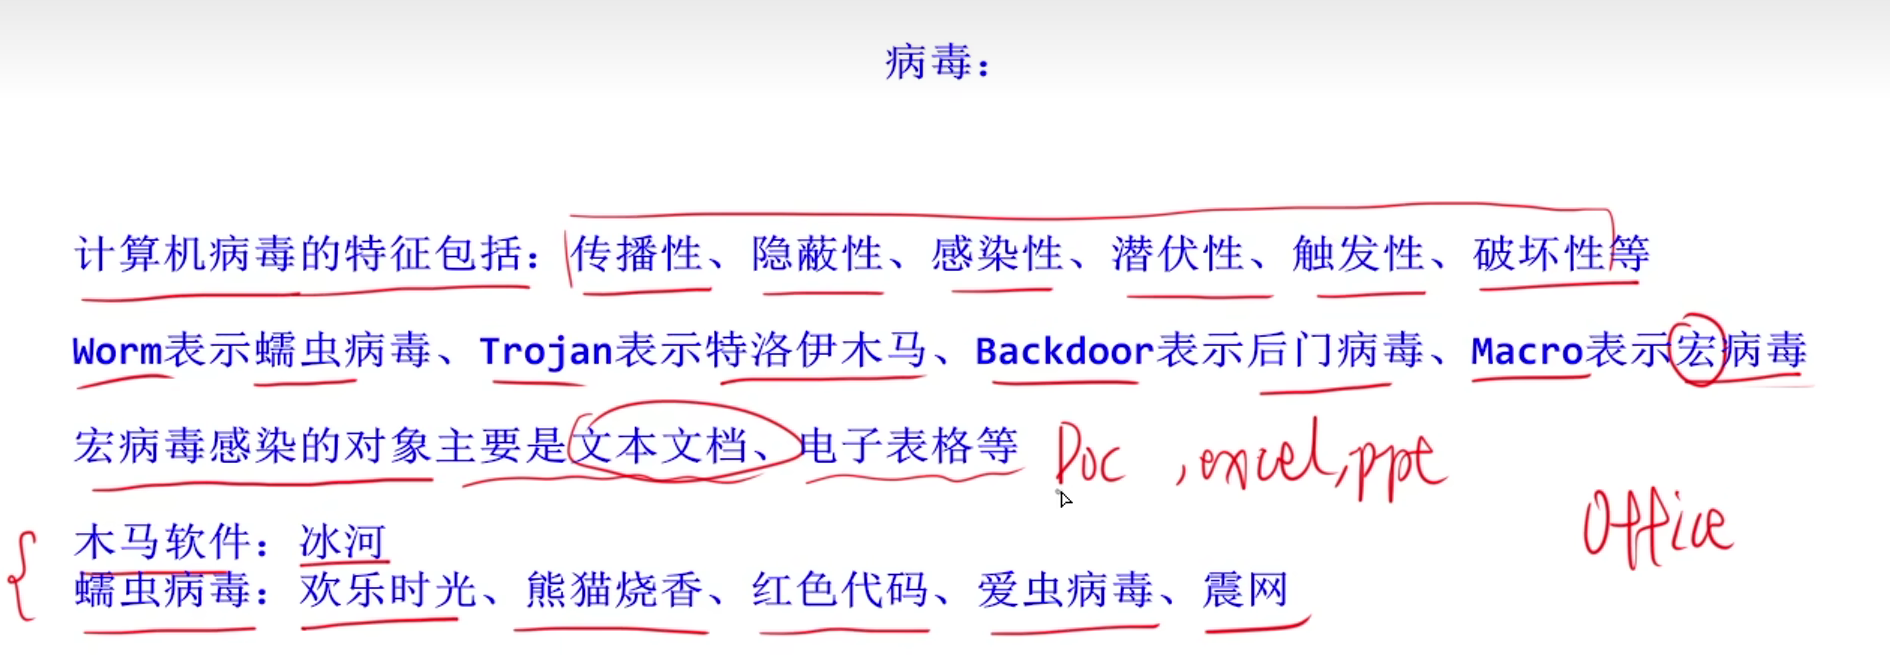 病毒：
计算机病毒的特征包括：传播性、隐蔽性、感染性、潜伏性、触发性、破坏性等
Worm表示蠕虫病毒、Trojan表示特洛伊木马、Backdoor表示后门病毒、Macro表示宏病毒
宏病毒感染的对象主要是文本文档、电子表格等 Doc ,excel,ppt
Office
木马软件：冰河
蠕虫病毒：欢乐时光、熊猫烧香、红色代码、爱虫病毒、震网